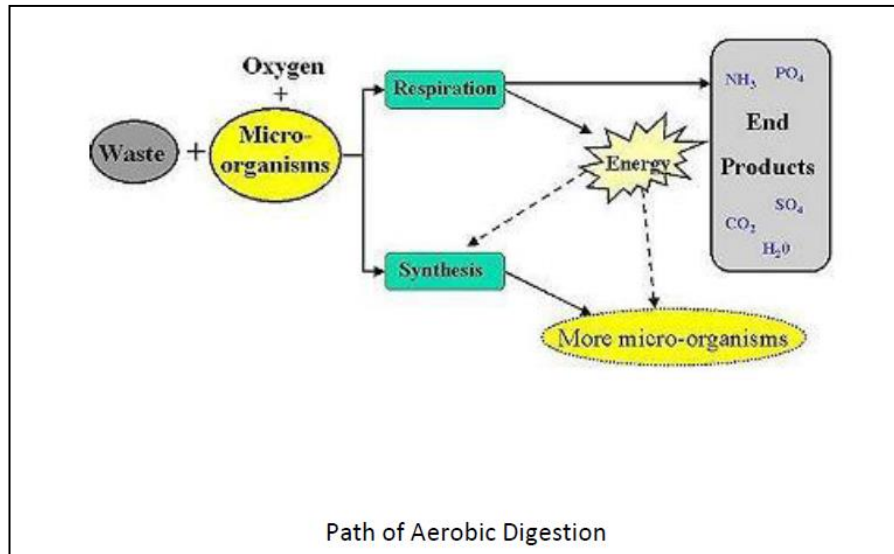 Oxygen
+
Waste
+
Micro-
organisms
Respiration
Energy
Synthesis
More micro-organisms
NH₃ PO₄
End
Products
SO₄
CO₂
H₂0
Path of Aerobic Digestion